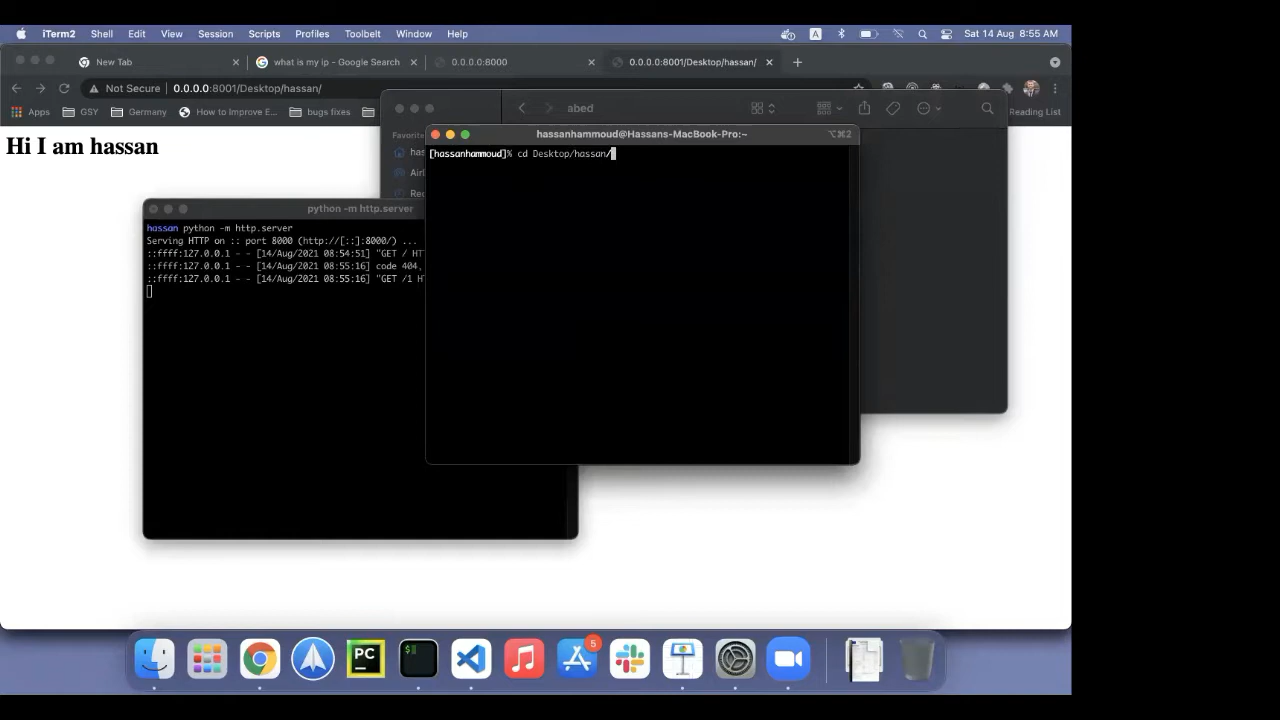 iTerm2 Shell Edit View Session Scripts Profiles Toolbelt Window Help A Sat 14 Aug 8:55 AM
New Tab what is my ip - Google Search 0.0.0.0:8000 0.0.0.0:8001/Desktop/hassan/
Not Secure 0.0.0.0:8001/Desktop/hassan/
Apps GSY Germany How to Improve E... bugs fixes Reading List
abed
Favorite
has
Airl
Rec
Hi I am hassan
hassanhammoud@Hassans-MacBook-Pro:~ ⌥⌘2
[hassanhammoud]% cd Desktop/hassan/
python -m http.server
hassan python -m http.server
Serving HTTP on :: port 8000 (http://[::]:8000/) ...
::ffff:127.0.0.1 - - [14/Aug/2021 08:54:51] "GET / HT
::ffff:127.0.0.1 - - [14/Aug/2021 08:55:16] code 404,
::ffff:127.0.0.1 - - [14/Aug/2021 08:55:16] "GET /1 H
PC
$
5